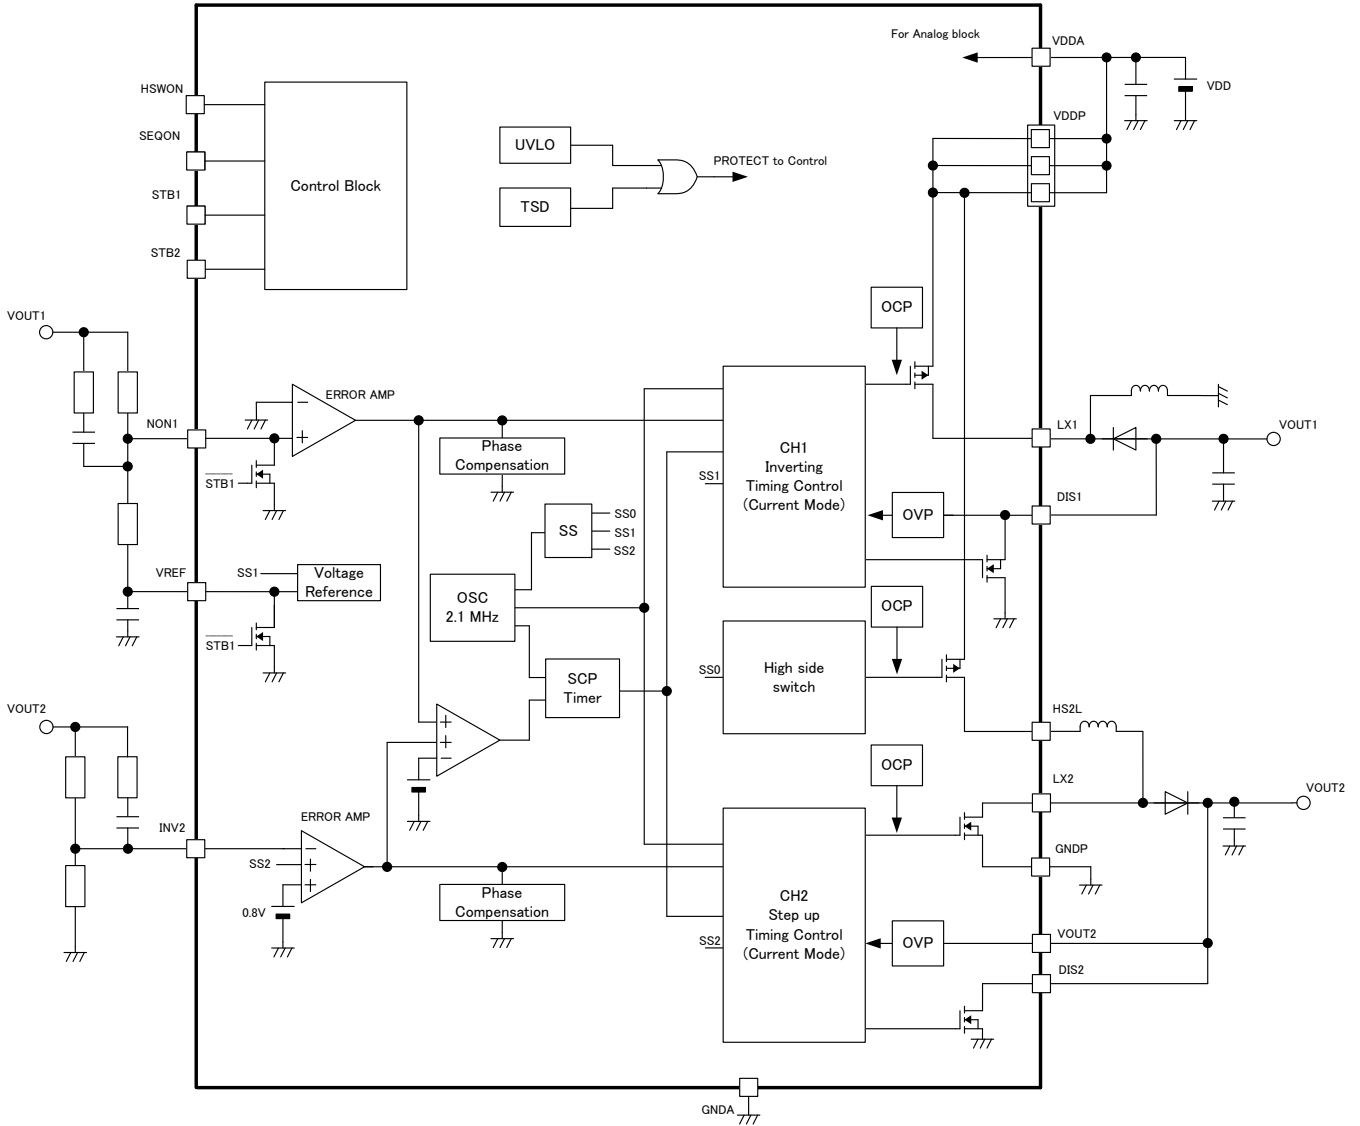 For Analog block
VDDA
VDD
HSWON
VDDP
SEQON
UVLO
PROTECT to Control
Control Block
STB1
TSD
STB2
VOUT1
OCP
ERROR AMP
NON1
LX1
VOUT1
Phase
Compensation
CH1
Inverting
Timing Control
(Current Mode)
SS1
STB1
DIS1
OVP
SS
SS0
SS1
SS2
VREF
SS1
Voltage
Reference
OSC
2.1 MHz
OCP
STB1
SS0
High side
switch
SCP
Timer
VOUT2
HS2L
OCP
LX2
VOUT2
ERROR AMP
INV2
SS2
0.8V
GNDP
Phase
Compensation
CH2
Step up
Timing Control
(Current Mode)
SS2
OVP
VOUT2
DIS2
GNDA